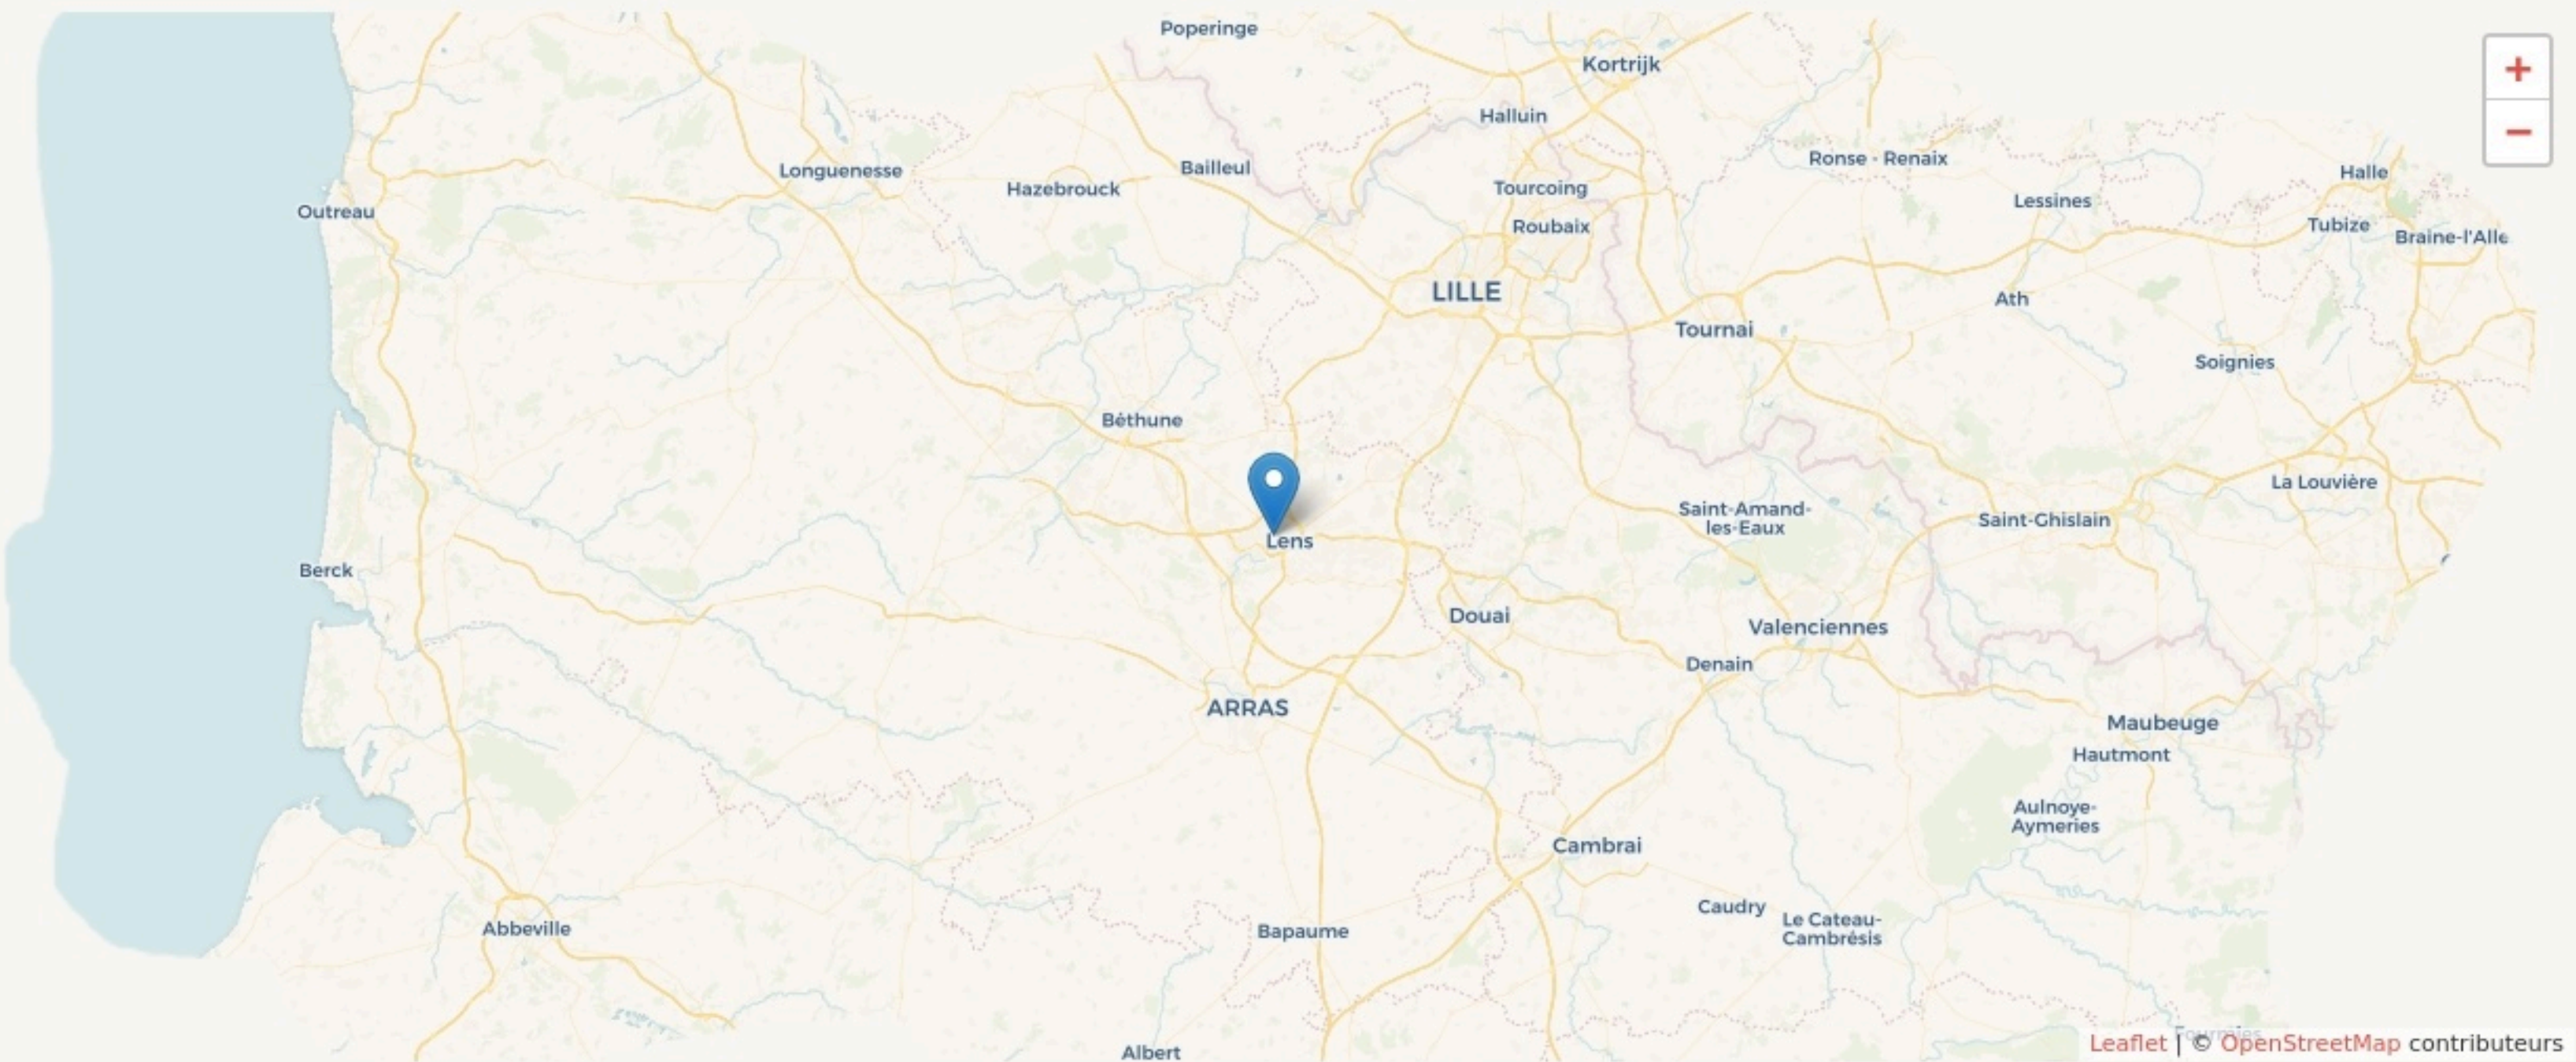 Poperinge
Kortrijk
+
Halluin
−
Ronse - Renaix
Bailleul
Longuenesse
Halle
Hazebrouck
Tourcoing
Lessines
Outreau
Tubize
Roubaix
Braine-l'Alle
LILLE
Ath
Tournai
Soignies
Béthune
La Louvière
Saint-Amand-
les-Eaux
Saint-Ghislain
Lens
Berck
Douai
Valenciennes
Denain
ARRAS
Maubeuge
Hautmont
Aulnoye-
Aymeries
Cambrai
Caudry
Le Cateau-
Cambrésis
Abbeville
Bapaume
Fourmies
Albert
Leaflet | © OpenStreetMap contributeurs